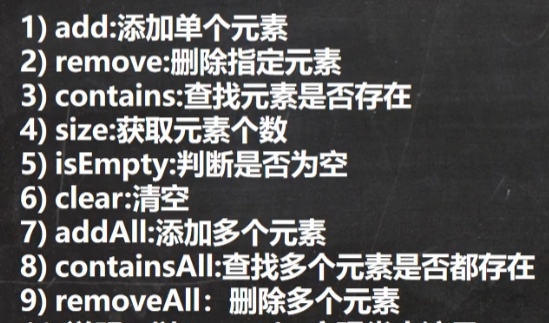 1) add:添加单个元素
2) remove:删除指定元素
3) contains:查找元素是否存在
4) size:获取元素个数
5) isEmpty:判断是否为空
6) clear:清空
7) addAll:添加多个元素
8) containsAll:查找多个元素是否都存在
9) removeAll：删除多个元素